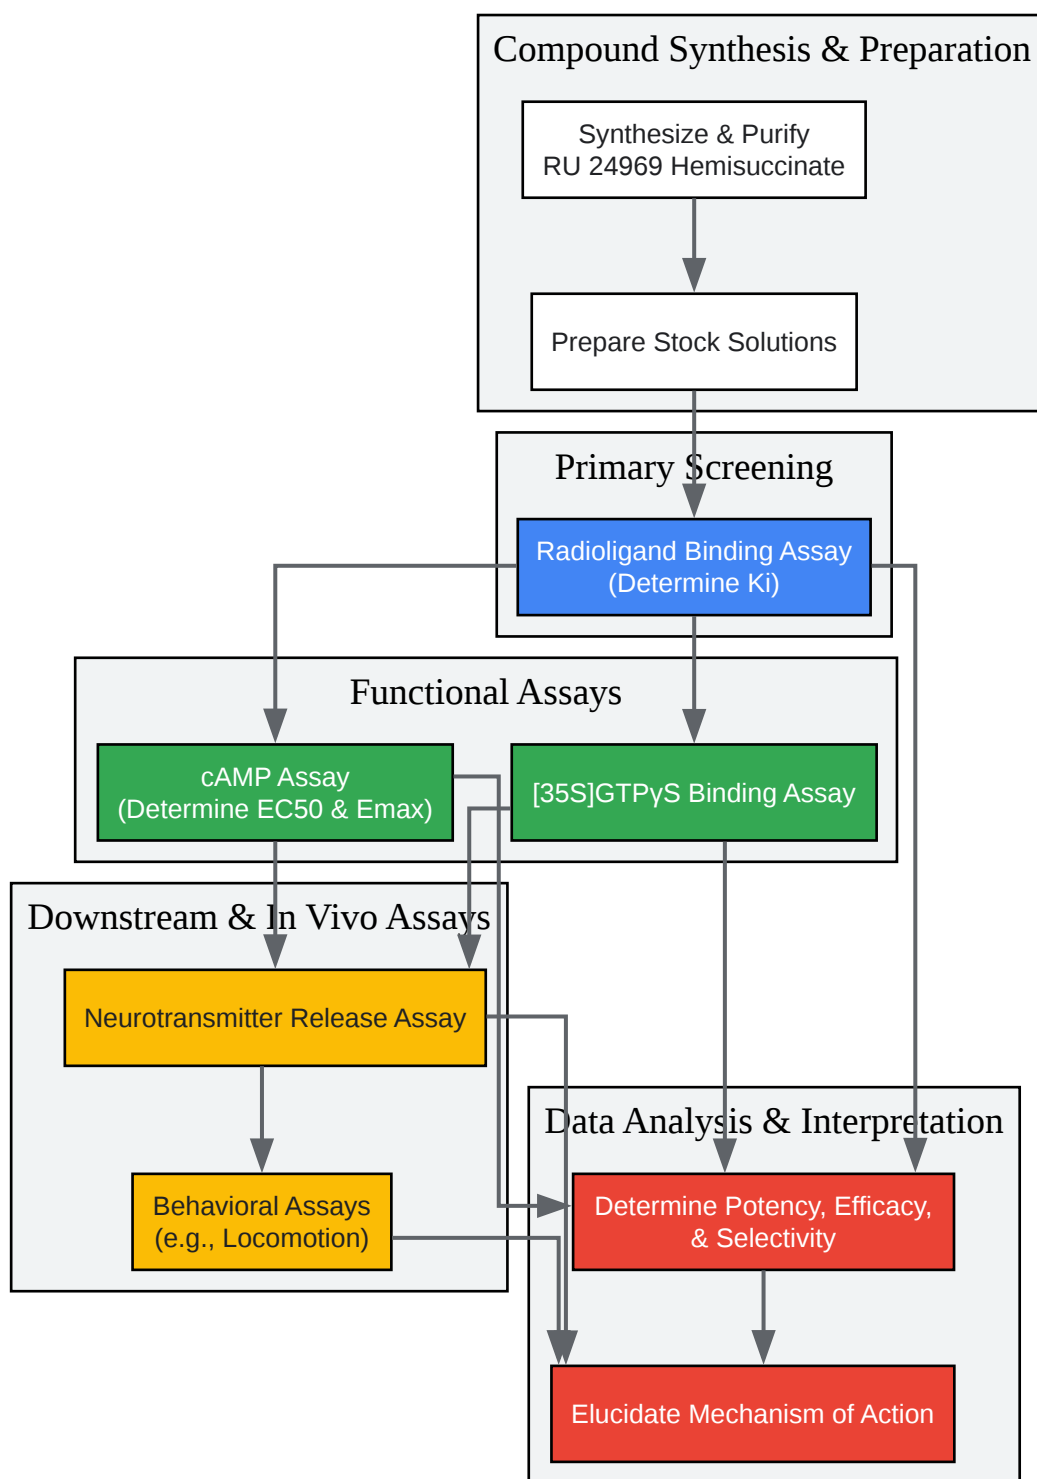 Compound Synthesis & Preparation
Synthesize & Purify
RU 24969 Hemisuccinate
Prepare Stock Solutions
Primary Screening
Radioligand Binding Assay
(Determine Ki)
Functional Assays
cAMP Assay
(Determine EC50 & Emax)
[35S]GTPγS Binding Assay
Downstream & In Vivo Assays
Neurotransmitter Release Assay
Behavioral Assays
(e.g., Locomotion)
Data Analysis & Interpretation
Determine Potency, Efficacy,
& Selectivity
Elucidate Mechanism of Action